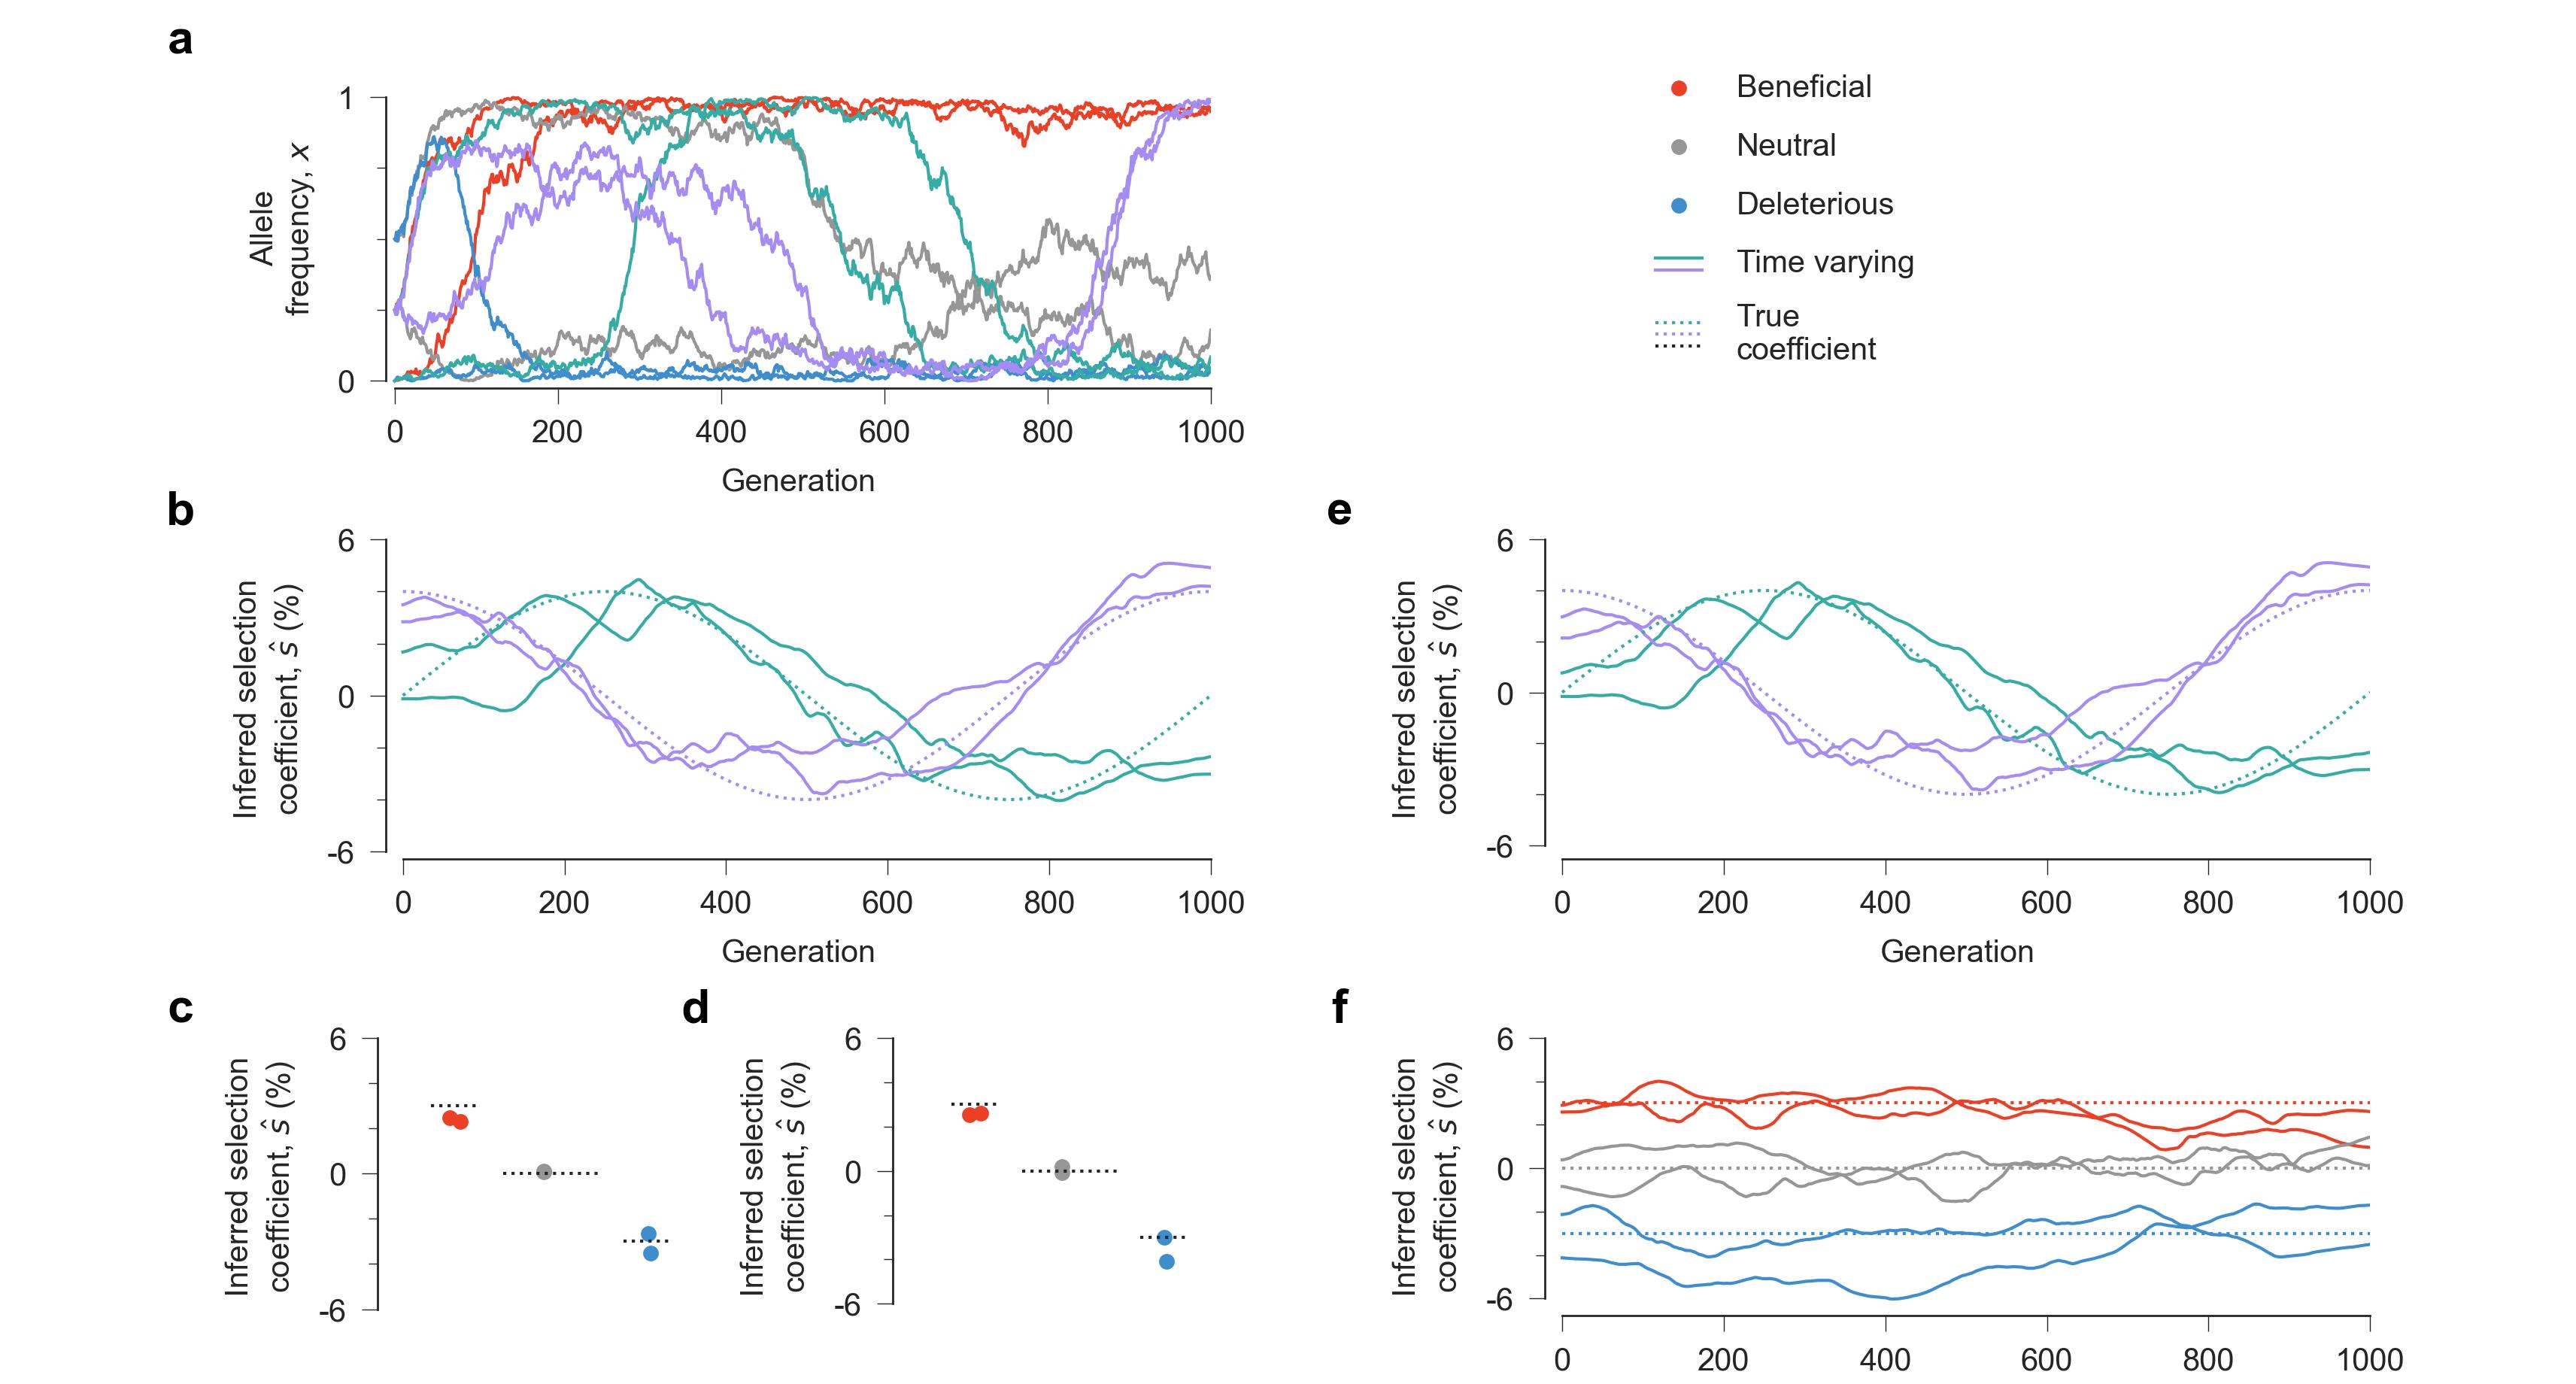 a
1
0
Allele
frequency, x
0 200 400 600 800 1000
Generation
Beneficial
Neutral
Deleterious
Time varying
True
coefficient
b
6
0
-6
Inferred selection
coefficient, ŝ (%)
0 200 400 600 800 1000
Generation
e
6
0
-6
Inferred selection
coefficient, ŝ (%)
0 200 400 600 800 1000
Generation
c
6
0
-6
Inferred selection
coefficient, ŝ (%)
d
6
0
-6
Inferred selection
coefficient, ŝ (%)
f
6
0
-6
Inferred selection
coefficient, ŝ (%)
0 200 400 600 800 1000